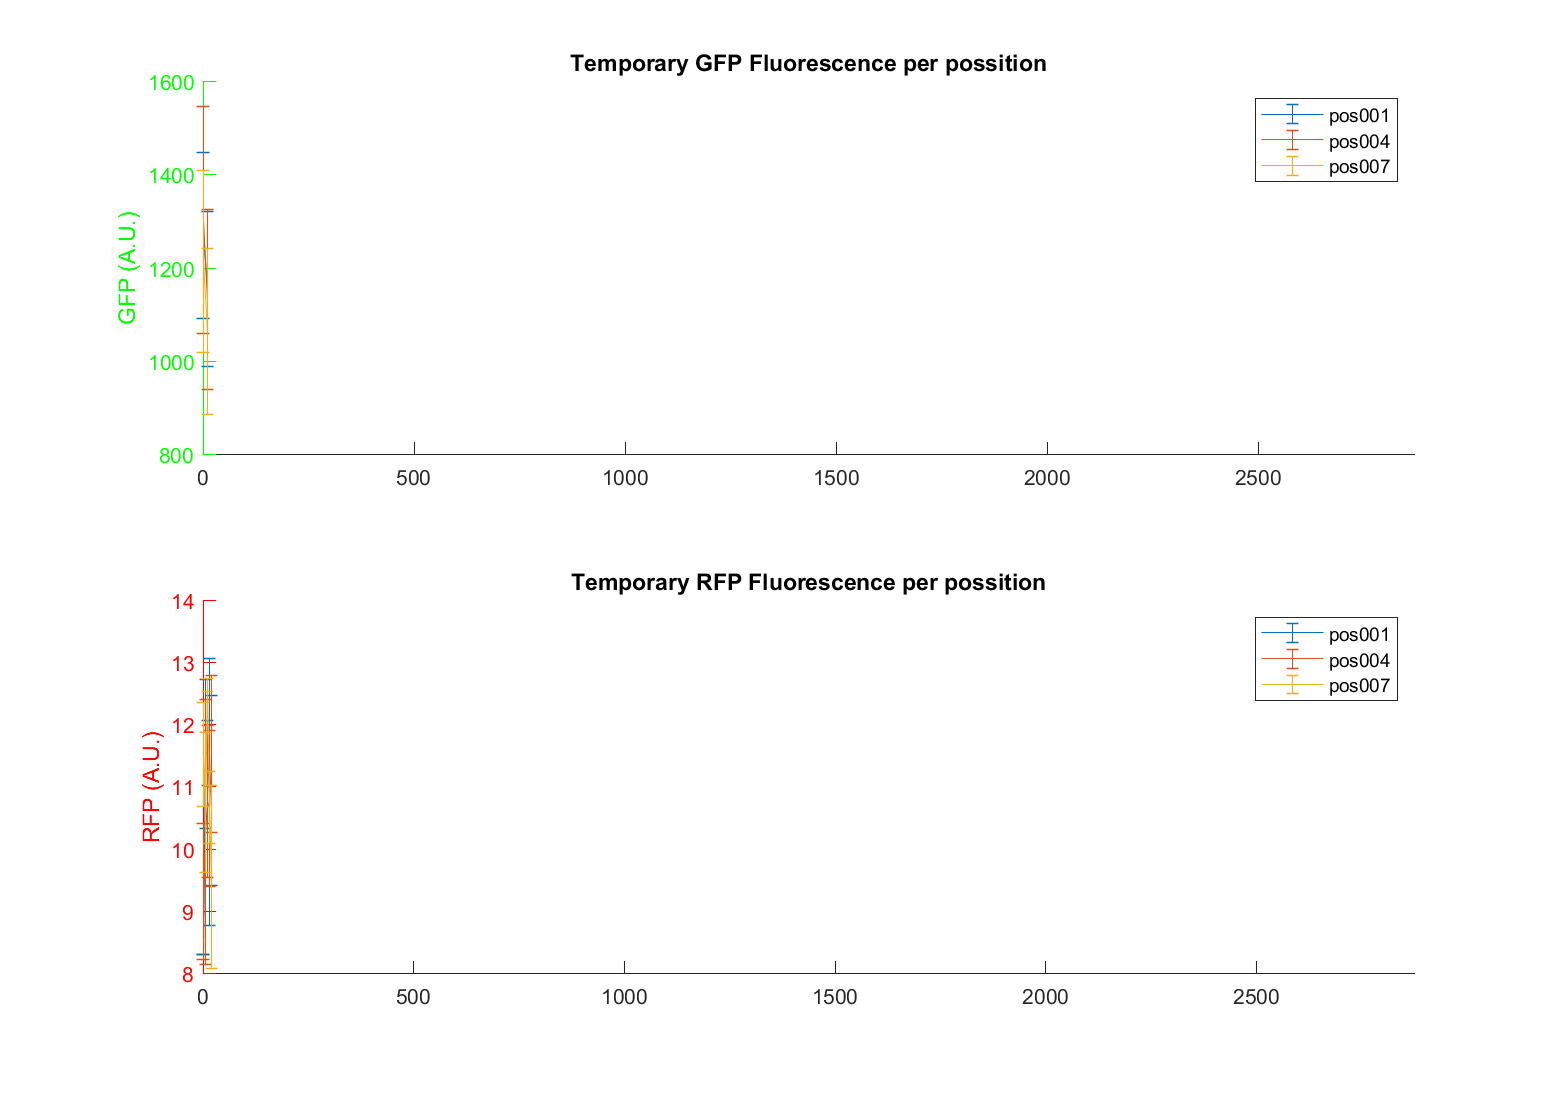 Temporary GFP Fluorescence per possition
1600
1400
1200
1000
800
GFP (A.U.)
pos001
pos004
pos007
0 500 1000 1500 2000 2500
Temporary RFP Fluorescence per possition
14
13
12
11
10
9
8
RFP (A.U.)
pos001
pos004
pos007
0 500 1000 1500 2000 2500